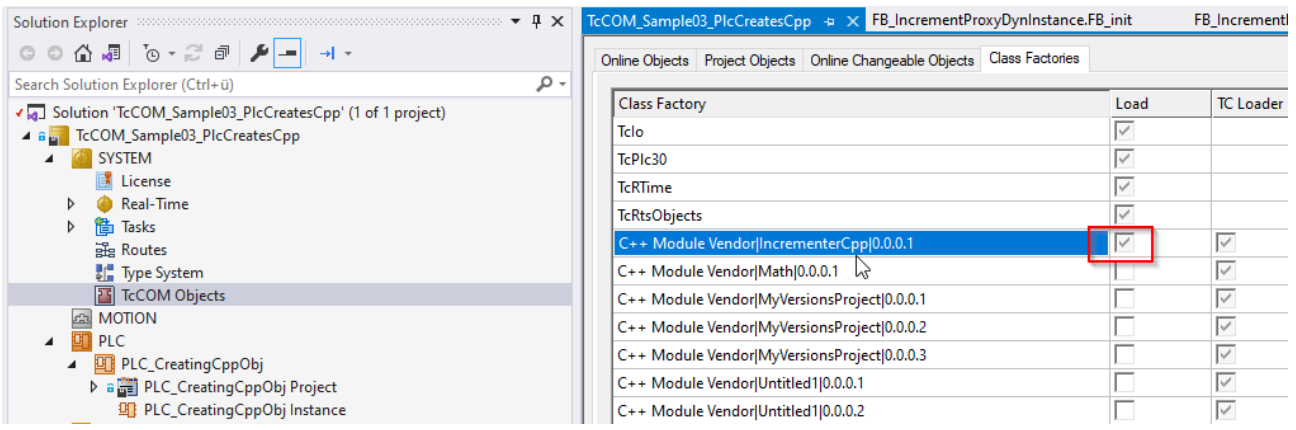 Solution Explorer
Search Solution Explorer (Ctrl+ü)
Solution 'TcCOM_Sample03_PlcCreatesCpp' (1 of 1 project)
TcCOM_Sample03_PlcCreatesCpp
SYSTEM
License
Real-Time
Tasks
Routes
Type System
TcCOM Objects
MOTION
PLC
PLC_CreatingCppObj
PLC_CreatingCppObj Project
PLC_CreatingCppObj Instance
TcCOM_Sample03_PlcCreatesCpp FB_IncrementProxyDynInstance.FB_init
Online Objects Project Objects Online Changeable Objects Class Factories
Class Factory Load TC Loader
TcIo
TcPlc30
TcRTime
TcRtsObjects
C++ Module Vendor|IncrementerCpp|0.0.0.1
C++ Module Vendor|Math|0.0.0.1
C++ Module Vendor|MyVersionsProject|0.0.0.1
C++ Module Vendor|MyVersionsProject|0.0.0.2
C++ Module Vendor|MyVersionsProject|0.0.0.3
C++ Module Vendor|Untitled1|0.0.0.1
C++ Module Vendor|Untitled1|0.0.0.2